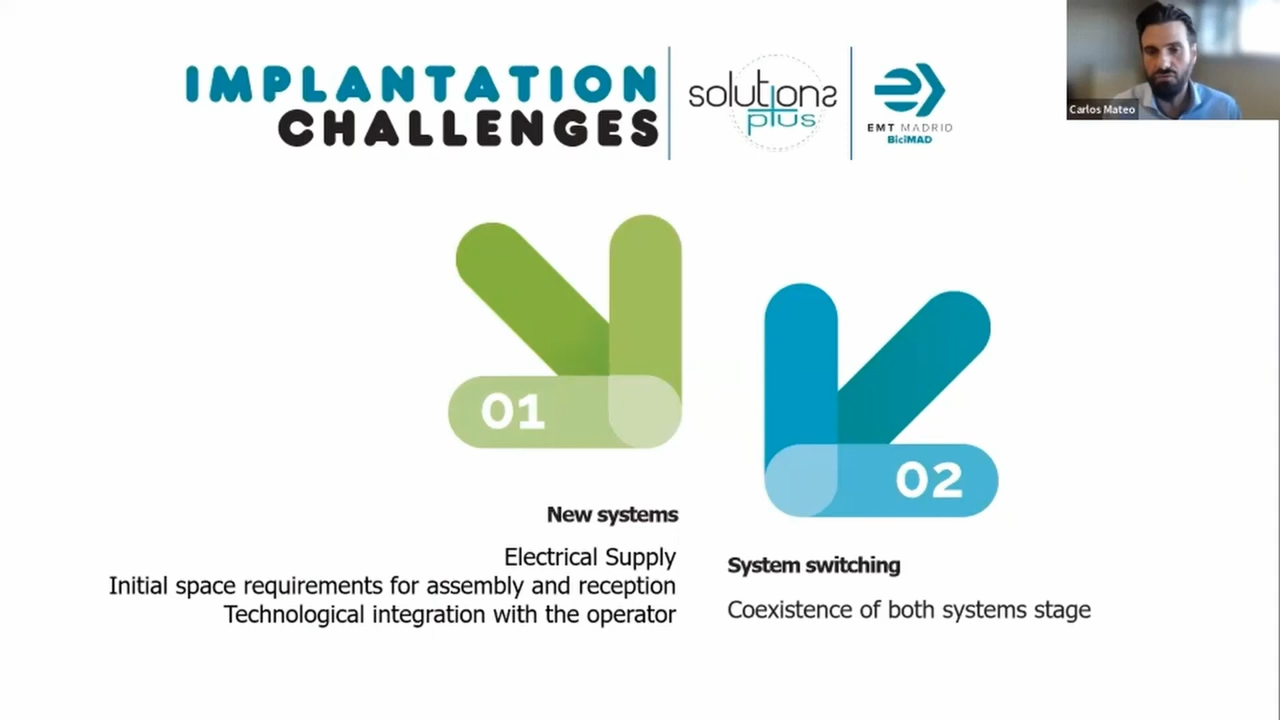 IMPLANTATION
CHALLENGES
solutions
plus
EMT MADRID
BiciMAD
Carlos Mateo
01
02
New systems
Electrical Supply
Initial space requirements for assembly and reception
Technological integration with the operator
System switching
Coexistence of both systems stage